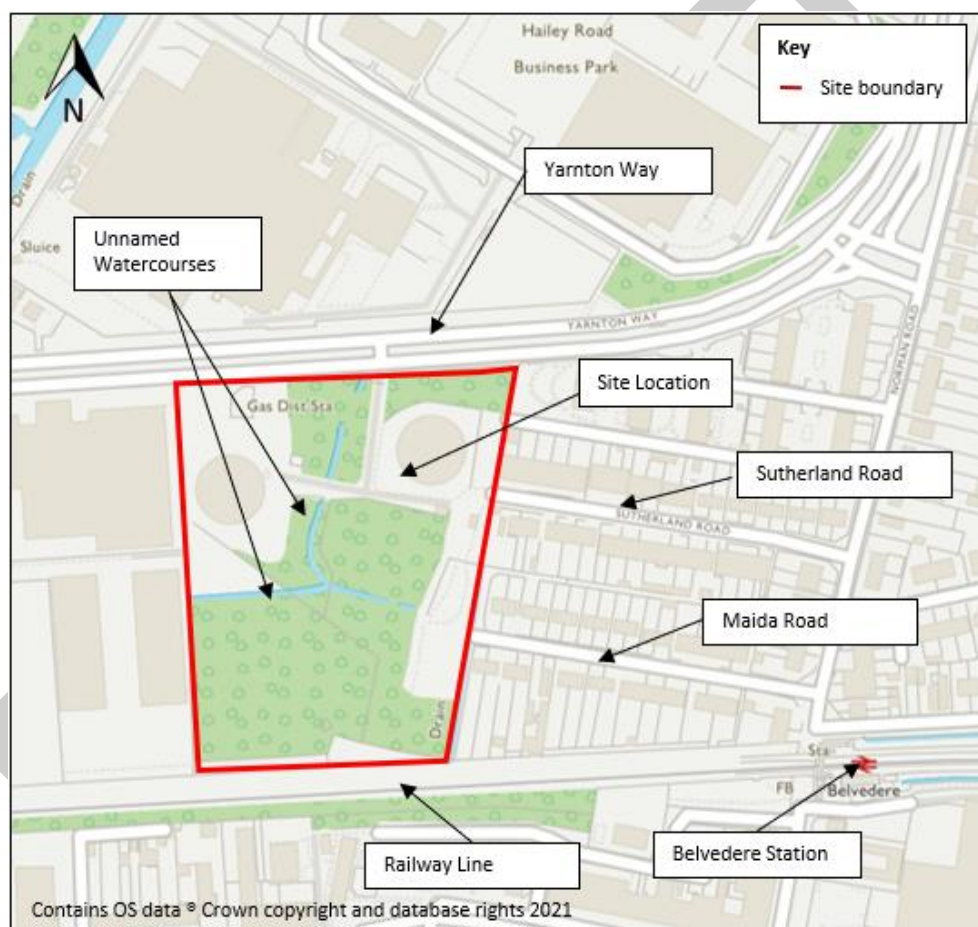 Hailey Road
Business Park
Key
Site boundary
N
Yarnton Way
Drain
Sluice
Unnamed
Watercourses
YARNTON WAY
NORMAN ROAD
Site Location
Gas Dist Sta
Sutherland Road
SUTHERLAND ROAD
Maida Road
Drain
Sta
FB
Belvedere
Railway Line
Belvedere Station
Contains OS data © Crown copyright and database rights 2021